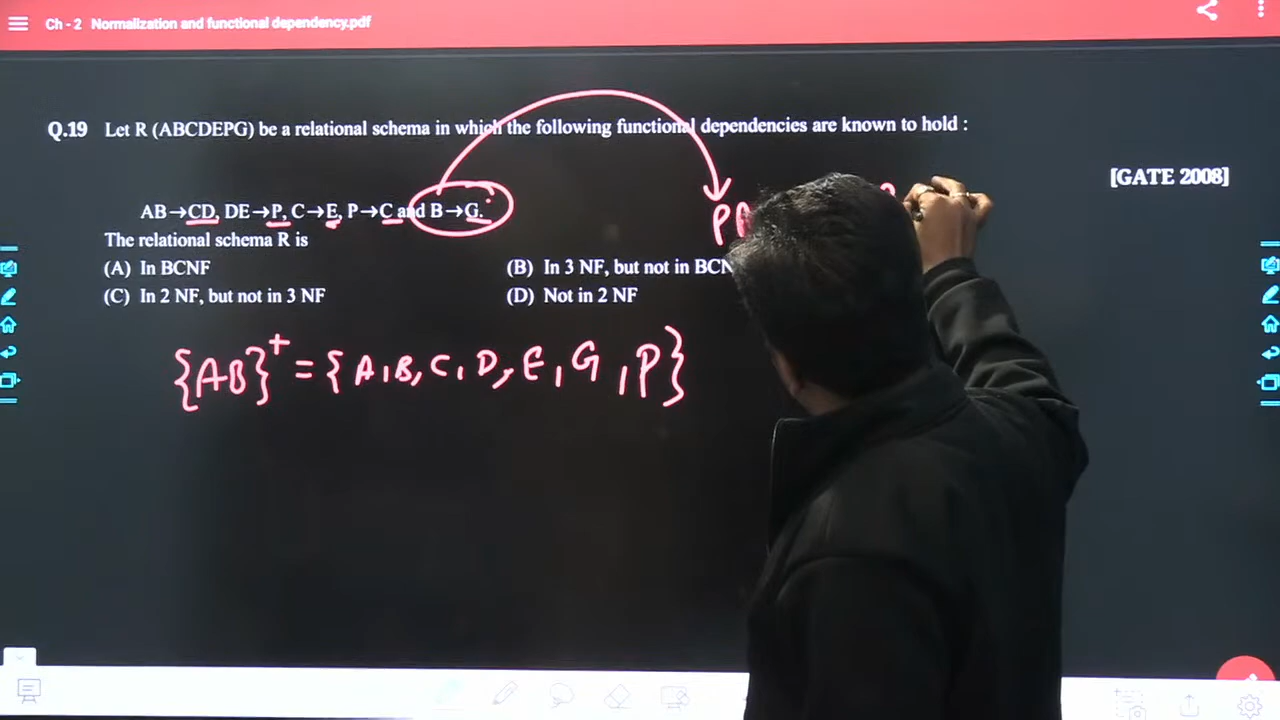 Ch - 2 Normalization and functional dependency.pdf
Q.19 Let R (ABCDEPG) be a relational schema in which the following functional dependencies are known to hold :
[GATE 2008]
AB→CD, DE→P, C→E, P→C and B→G.
The relational schema R is
(A) In BCNF
(B) In 3 NF, but not in BCN
(C) In 2 NF, but not in 3 NF
(D) Not in 2 NF
{AB}⁺ = {A,B,C,D,E,G,P}